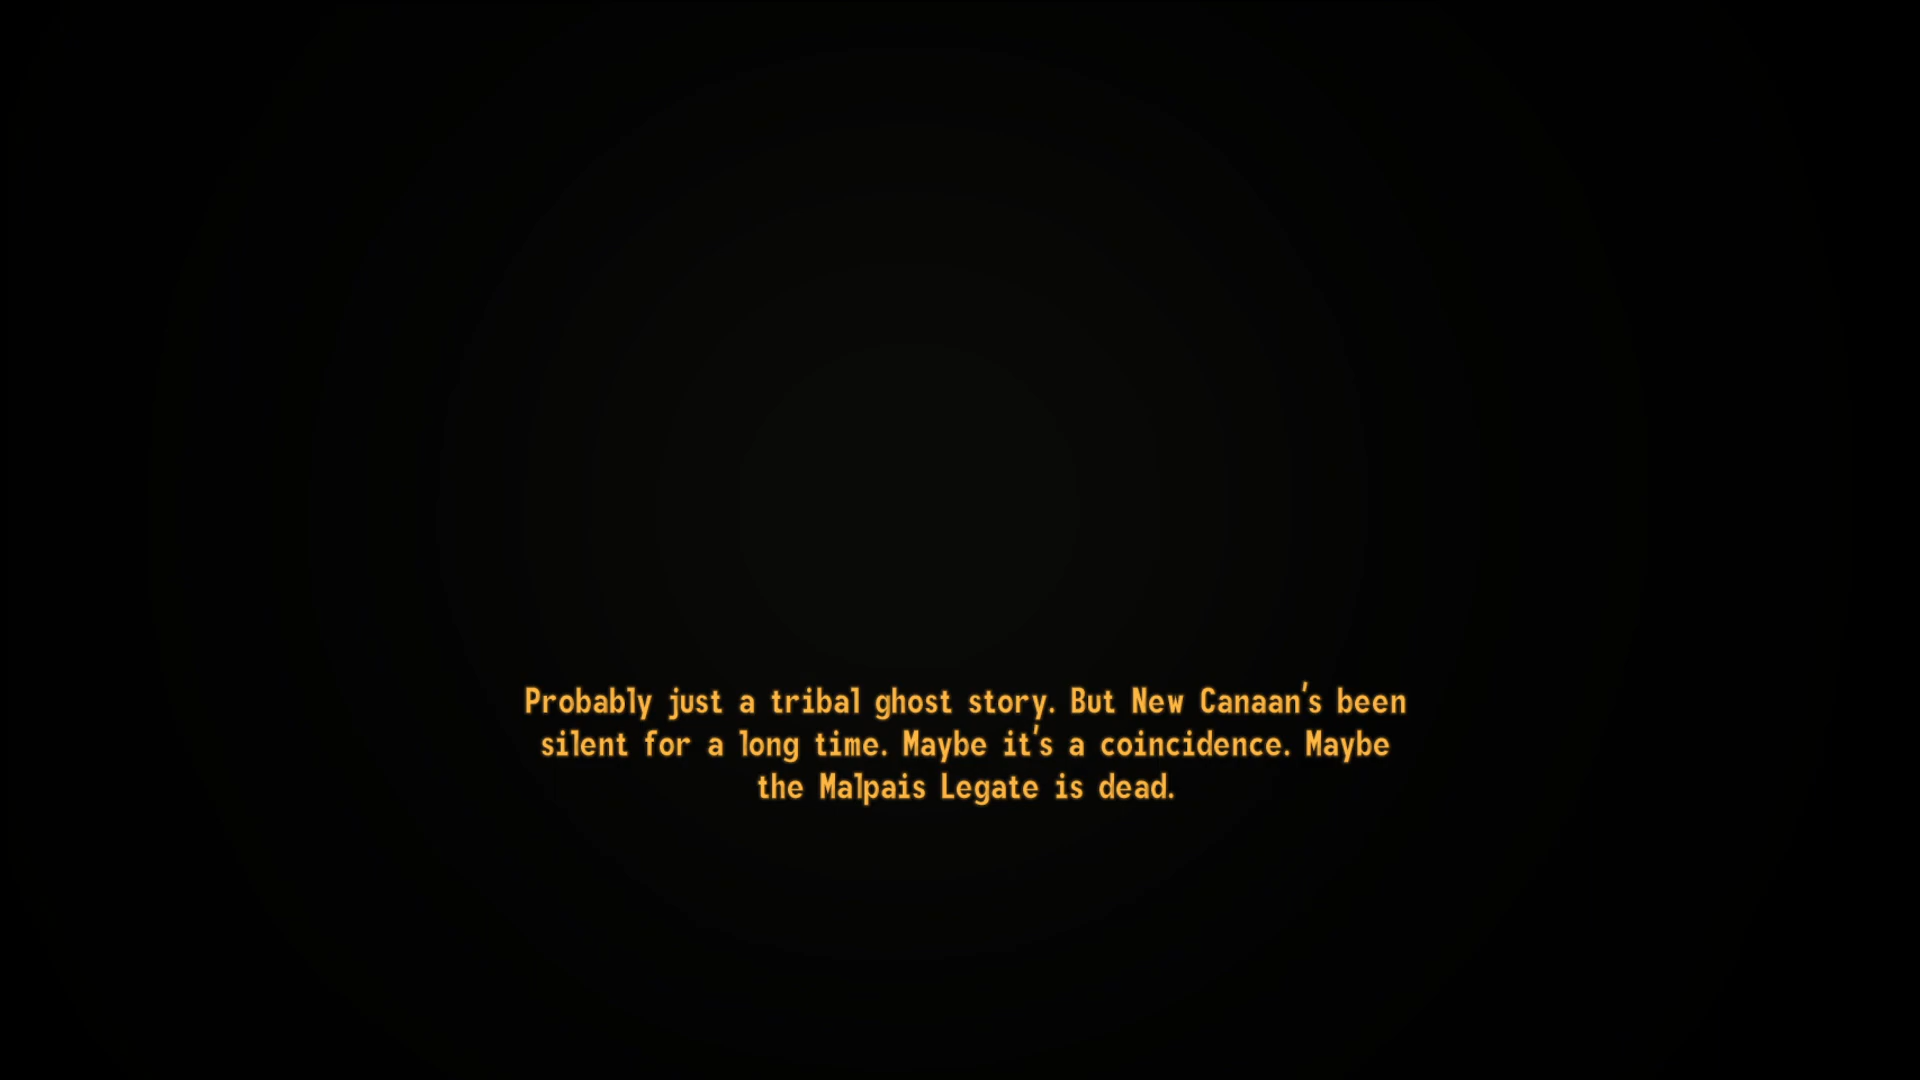 Probably just a tribal ghost story. But New Canaan's been
silent for a long time. Maybe it's a coincidence. Maybe
the Malpais Legate is dead.